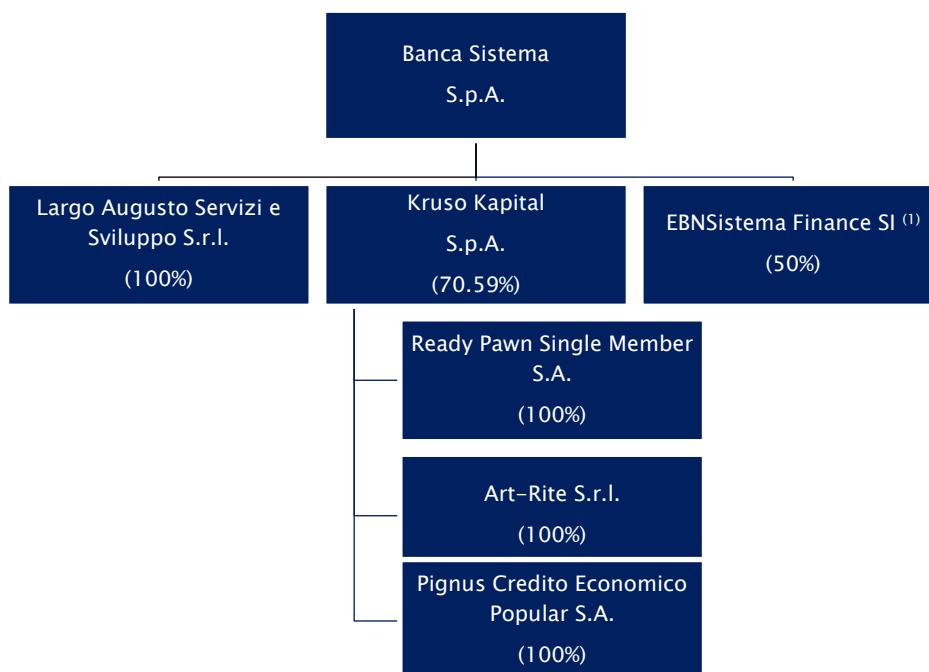 Banca Sistema
S.p.A.
Largo Augusto Servizi e
Sviluppo S.r.l.
(100%)
Kruso Kapital
S.p.A.
(70.59%)
EBNSistema Finance Sl (1)
(50%)
Ready Pawn Single Member
S.A.
(100%)
Art-Rite S.r.l.
(100%)
Pignus Credito Economico
Popular S.A.
(100%)